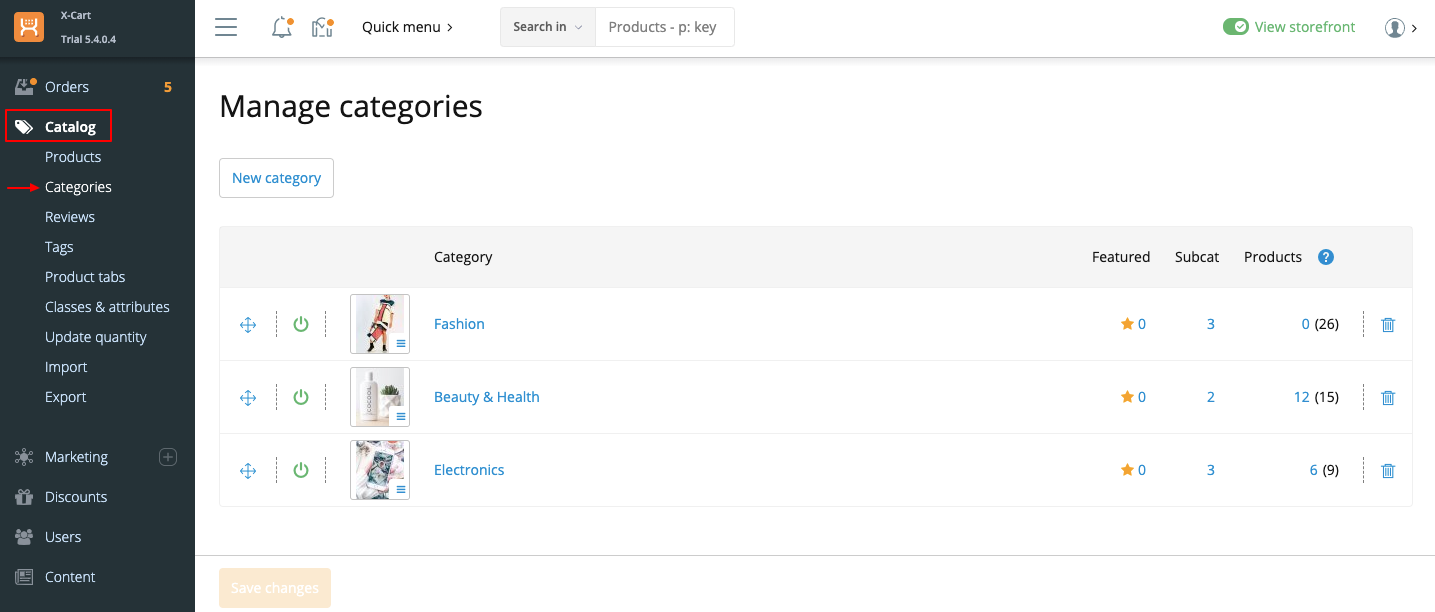 X-Cart
Trial 5.4.0.4
Quick menu
Search in
Products - p: key
View storefront
Orders 5
Catalog
Products
Categories
Reviews
Tags
Product tabs
Classes & attributes
Update quantity
Import
Export
Marketing
Discounts
Users
Content
Manage categories
New category
Category Featured Subcat Products ?
Fashion 0 3 0 (26)
COCOOIL
Beauty & Health 0 2 12 (15)
Electronics 0 3 6 (9)
Save changes